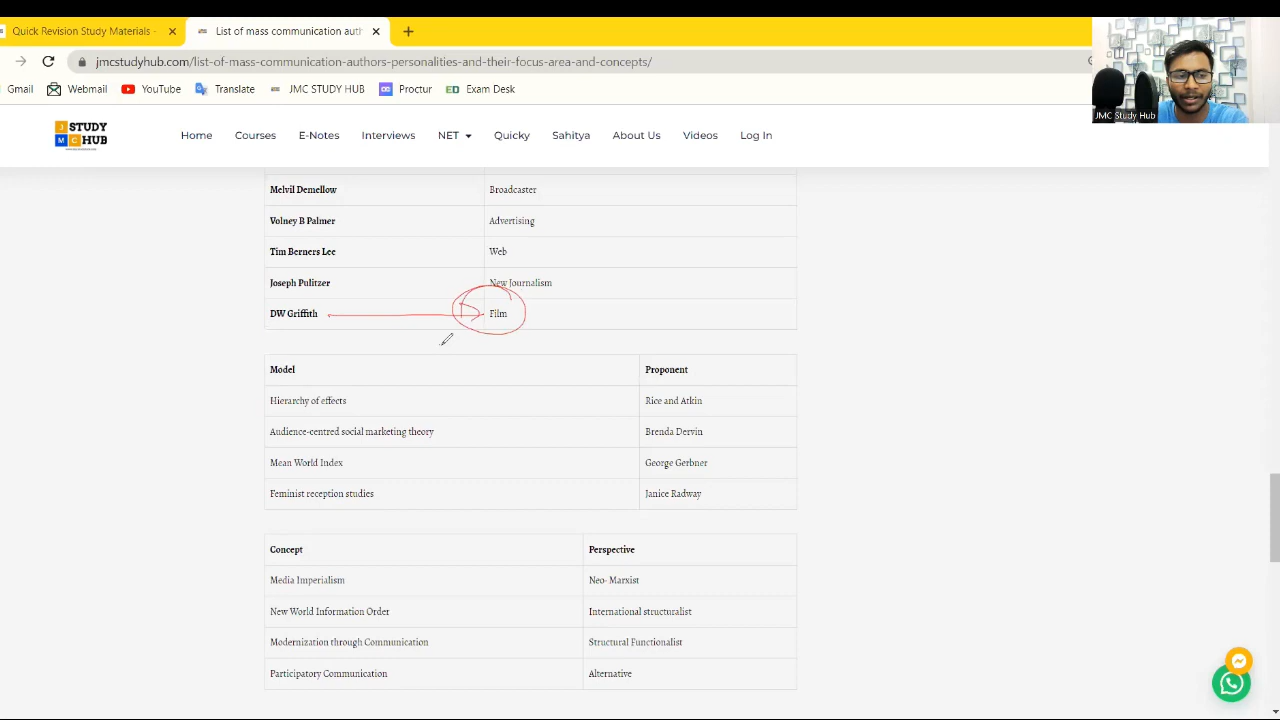 Quick Revision Study Materials -
List of mass communication auth
jmcstudyhub.com/list-of-mass-communication-authors-personalities-and-their-focus-area-and-concepts/
Gmail Webmail YouTube Translate JMC STUDY HUB Proctur ED Exam Desk
JMC Study Hub
J STUDY
M C HUB
Home Courses E-Notes Interviews NET Quicky Sahitya About Us Videos Log In
Melvil Demellow Broadcaster
Volney B Palmer Advertising
Tim Berners Lee Web
Joseph Pulitzer New Journalism
DW Griffith Film
Model Proponent
Hierarchy of effects Rice and Atkin
Audience-centred social marketing theory Brenda Dervin
Mean World Index George Gerbner
Feminist reception studies Janice Radway
Concept Perspective
Media Imperialism Neo- Marxist
New World Information Order International structuralist
Modernization through Communication Structural Functionalist
Participatory Communication Alternative